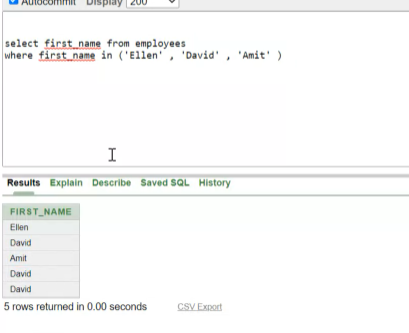 Autocommit Display 200
select first_name from employees
where first_name in ('Ellen' , 'David' , 'Amit' )
Results Explain Describe Saved SQL History
FIRST_NAME
Ellen
David
Amit
David
David
5 rows returned in 0.00 seconds CSV Export